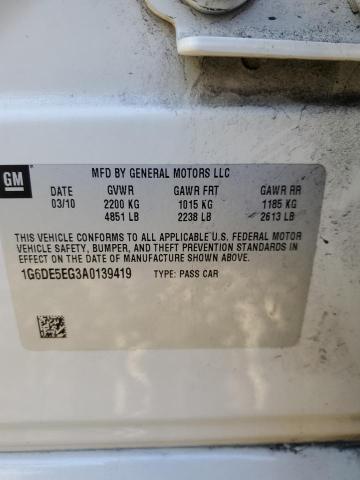 GM
MFD BY GENERAL MOTORS LLC
DATE GVWR GAWR FRT GAWR RR
03/10 2200 KG 1015 KG 1185 KG
4851 LB 2238 LB 2613 LB
THIS VEHICLE CONFORMS TO ALL APPLICABLE U.S. FEDERAL MOTOR
VEHICLE SAFETY, BUMPER, AND THEFT PREVENTION STANDARDS IN
EFFECT ON THE DATE OF MANUFACTURE SHOWN ABOVE.
1G6DE5EG3A0139419 TYPE: PASS CAR